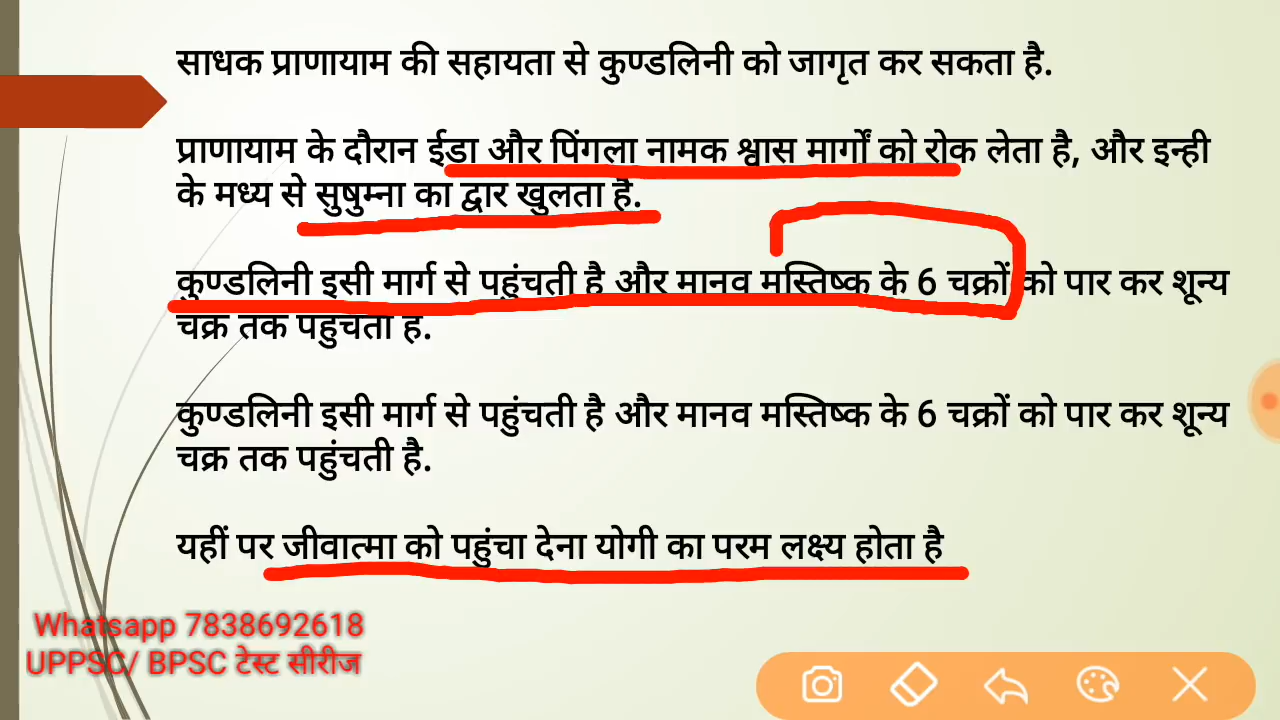 साधक प्राणायाम की सहायता से कुण्डलिनी को जागृत कर सकता है.
प्राणायाम के दौरान ईडा और पिंगला नामक श्वास मार्गों को रोक लेता है, और इन्ही
के मध्य से सुषुम्ना का द्वार खुलता है.
कुण्डलिनी इसी मार्ग से पहुंचती है और मानव मस्तिष्क के 6 चक्रों को पार कर शून्य
चक्र तक पहुंचती है.
कुण्डलिनी इसी मार्ग से पहुंचती है और मानव मस्तिष्क के 6 चक्रों को पार कर शून्य
चक्र तक पहुंचती है.
यहीं पर जीवात्मा को पहुंचा देना योगी का परम लक्ष्य होता है
Whatsapp 7838692618
UPPSC/ BPSC टेस्ट सीरीज